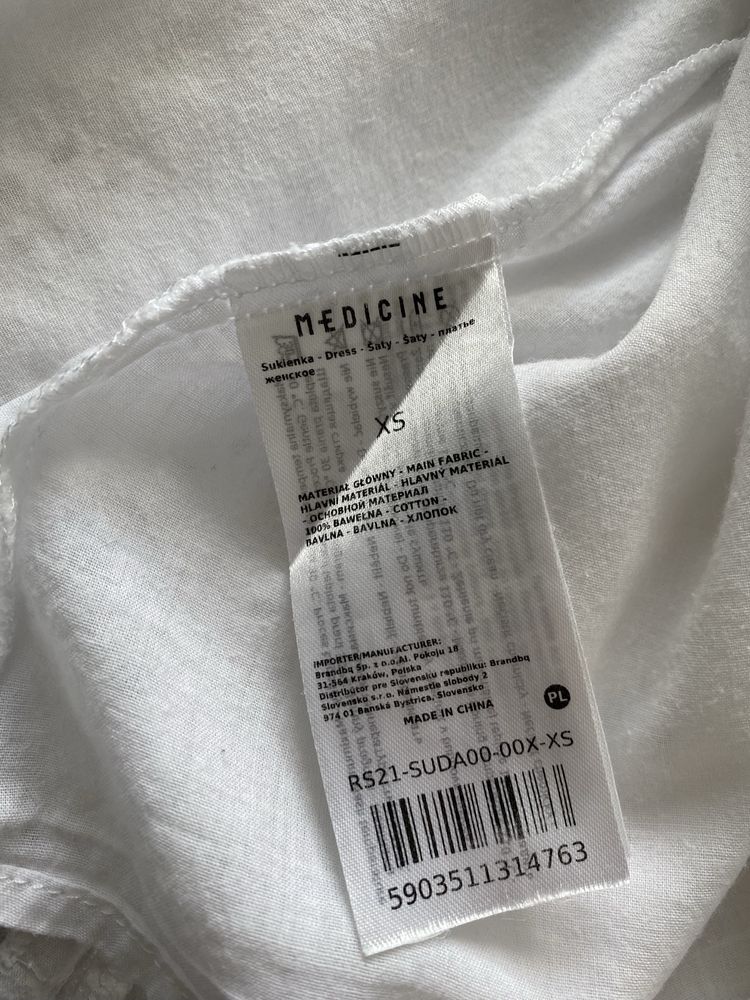 MEDICINE
Sukienka - Dress - Šaty - Šaty - платье
женское
XS
MATERIAŁ GŁÓWNY - MAIN FABRIC -
HLAVNÍ MATERIÁL - HLAVNÝ MATERIÁL
- ОСНОВНОЙ МАТЕРИАЛ
100% BAWEŁNA - COTTON -
BAVLNA - BAVLNA - ХЛОПОК
IMPORTER/MANUFACTURER:
Brandbq Sp. z o.o.Al. Pokoju 18
31-564 Kraków, Polska
Distribútor pre Slovenskú republiku: Brandbq
Slovensko s.r.o. Námestie slobody 2
974 01 Banská Bystrica, Slovensko
MADE IN CHINA
PL
RS21-SUDA00-00X-XS
5903511314763